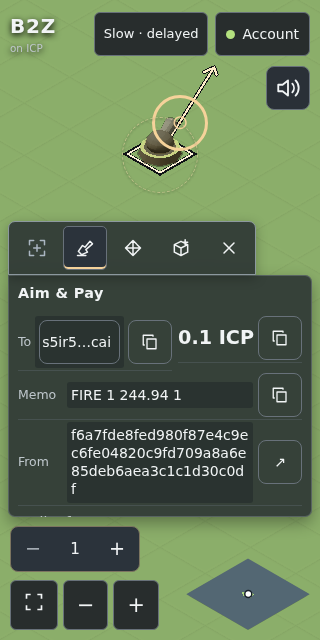 B2Z
on ICP
Slow · delayed
Account
Aim & Pay
To
s5ir5...cai
0.1 ICP
Memo
FIRE 1 244.94 1
From
f6a7fde8fed980f87e4c9e
c6fe04820c9fd709a8a6e
85deb6aea3c1c1d30c0d
f
1